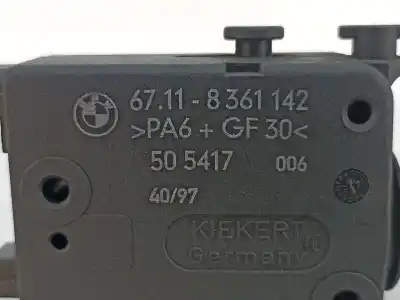 67.11 - 8 361 142
>PA6 + GF 30<
50 5417 006
40/97
KIEKERT
Germany